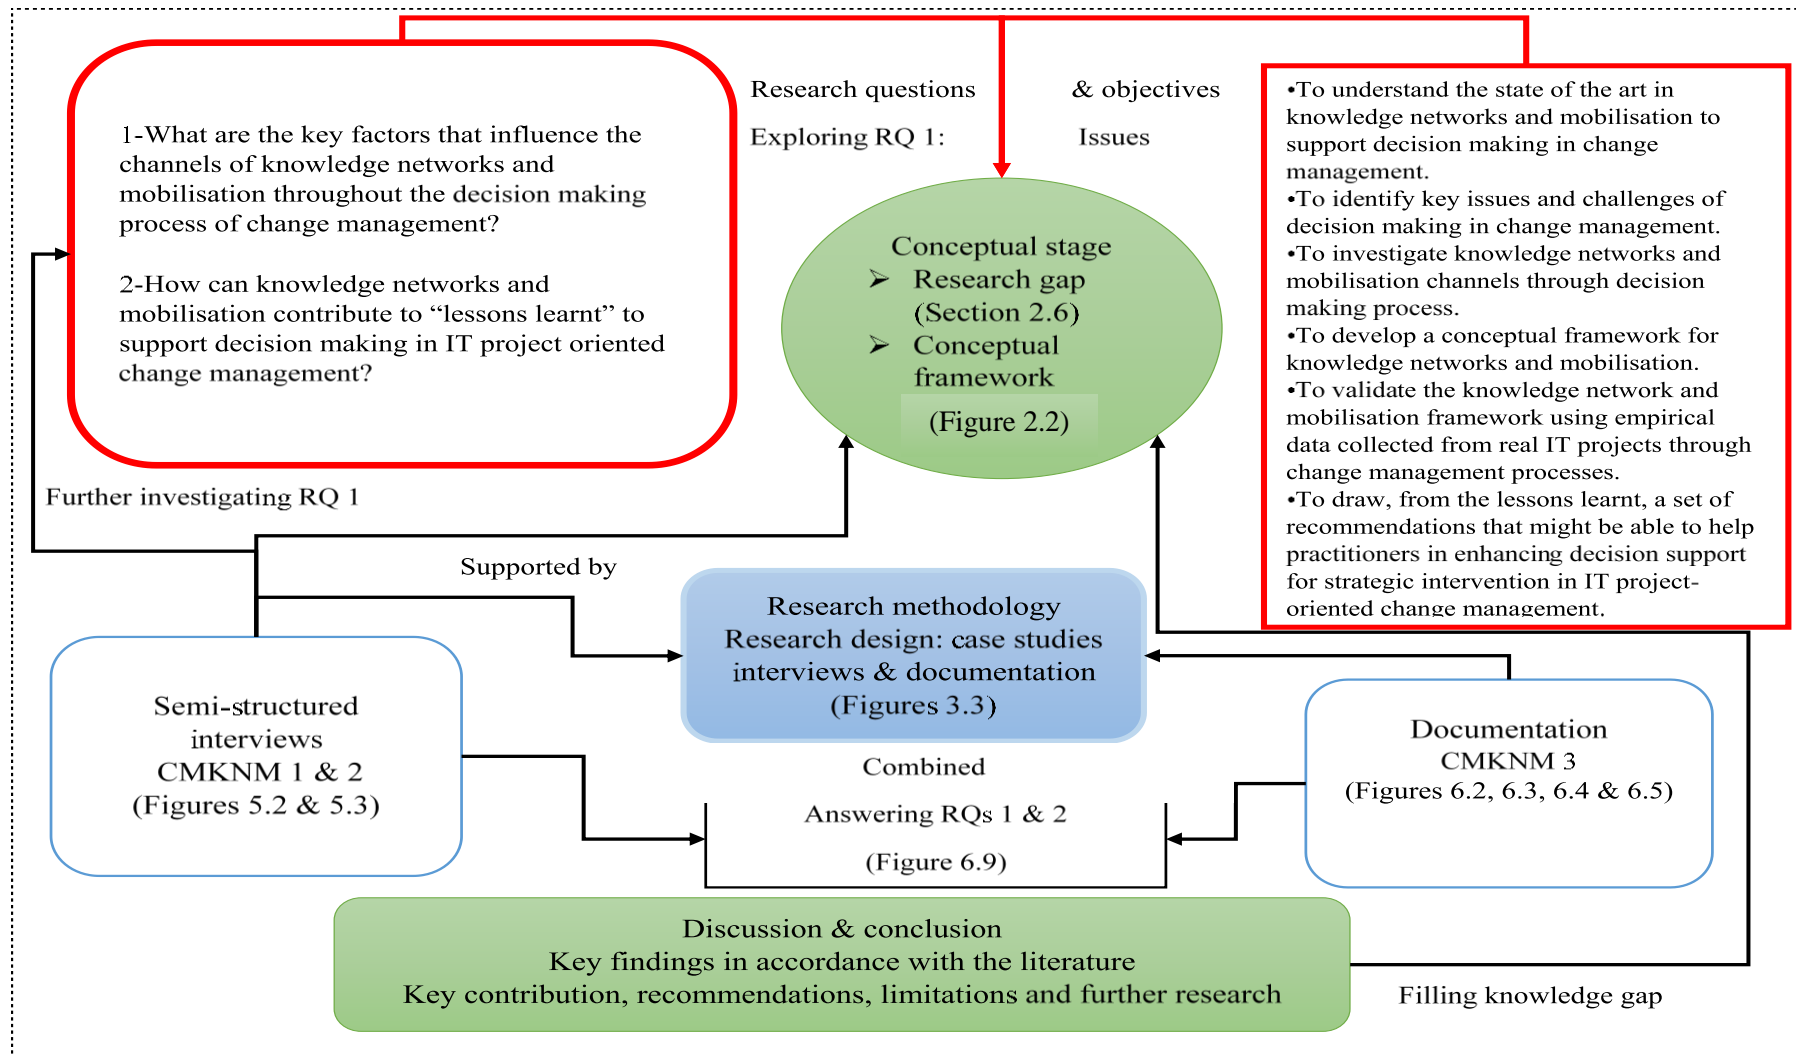 1-What are the key factors that influence the
channels of knowledge networks and
mobilisation throughout the decision making
process of change management?
2-How can knowledge networks and
mobilisation contribute to “lessons learnt” to
support decision making in IT project oriented
change management?
Research questions & objectives
Exploring RQ 1: Issues
•To understand the state of the art in
knowledge networks and mobilisation to
support decision making in change
management.
•To identify key issues and challenges of
decision making in change management.
•To investigate knowledge networks and
mobilisation channels through decision
making process.
•To develop a conceptual framework for
knowledge networks and mobilisation.
•To validate the knowledge network and
mobilisation framework using empirical
data collected from real IT projects through
change management processes.
•To draw, from the lessons learnt, a set of
recommendations that might be able to help
practitioners in enhancing decision support
for strategic intervention in IT project-
oriented change management.
Conceptual stage
➢ Research gap
(Section 2.6)
➢ Conceptual
framework
(Figure 2.2)
Further investigating RQ 1
Supported by
Research methodology
Research design: case studies
interviews & documentation
(Figures 3.3)
Semi-structured
interviews
CMKNM 1 & 2
(Figures 5.2 & 5.3)
Documentation
CMKNM 3
(Figures 6.2, 6.3, 6.4 & 6.5)
Combined
Answering RQs 1 & 2
(Figure 6.9)
Discussion & conclusion
Key findings in accordance with the literature
Key contribution, recommendations, limitations and further research
Filling knowledge gap